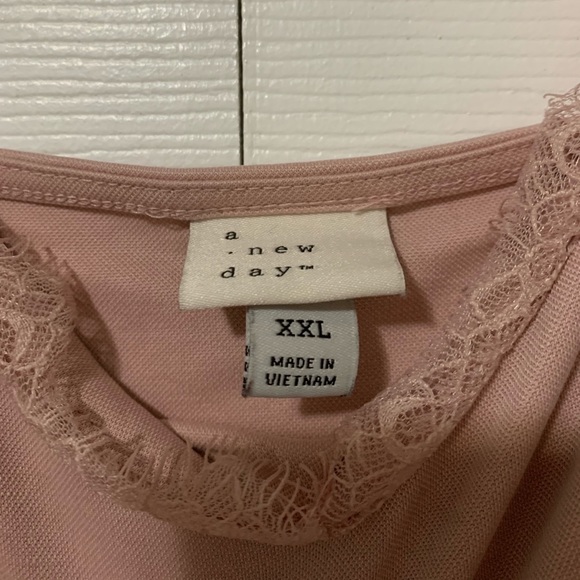 a
· new
day™
XXL
MADE IN
VIETNAM